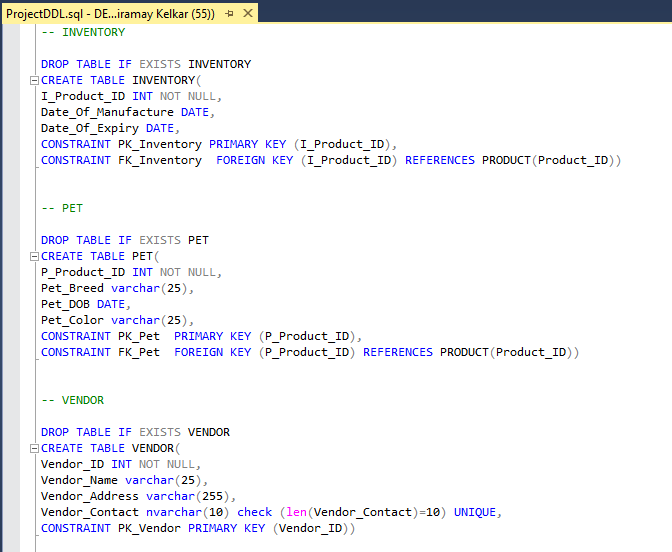 ProjectDDL.sql - DE...iramay Kelkar (55))
-- INVENTORY
DROP TABLE IF EXISTS INVENTORY
CREATE TABLE INVENTORY(
I_Product_ID INT NOT NULL,
Date_Of_Manufacture DATE,
Date_Of_Expiry DATE,
CONSTRAINT PK_Inventory PRIMARY KEY (I_Product_ID),
CONSTRAINT FK_Inventory  FOREIGN KEY (I_Product_ID) REFERENCES PRODUCT(Product_ID))
-- PET
DROP TABLE IF EXISTS PET
CREATE TABLE PET(
P_Product_ID INT NOT NULL,
Pet_Breed varchar(25),
Pet_DOB DATE,
Pet_Color varchar(25),
CONSTRAINT PK_Pet  PRIMARY KEY (P_Product_ID),
CONSTRAINT FK_Pet  FOREIGN KEY (P_Product_ID) REFERENCES PRODUCT(Product_ID))
-- VENDOR
DROP TABLE IF EXISTS VENDOR
CREATE TABLE VENDOR(
Vendor_ID INT NOT NULL,
Vendor_Name varchar(25),
Vendor_Address varchar(255),
Vendor_Contact nvarchar(10) check (len(Vendor_Contact)=10) UNIQUE,
CONSTRAINT PK_Vendor PRIMARY KEY (Vendor_ID))